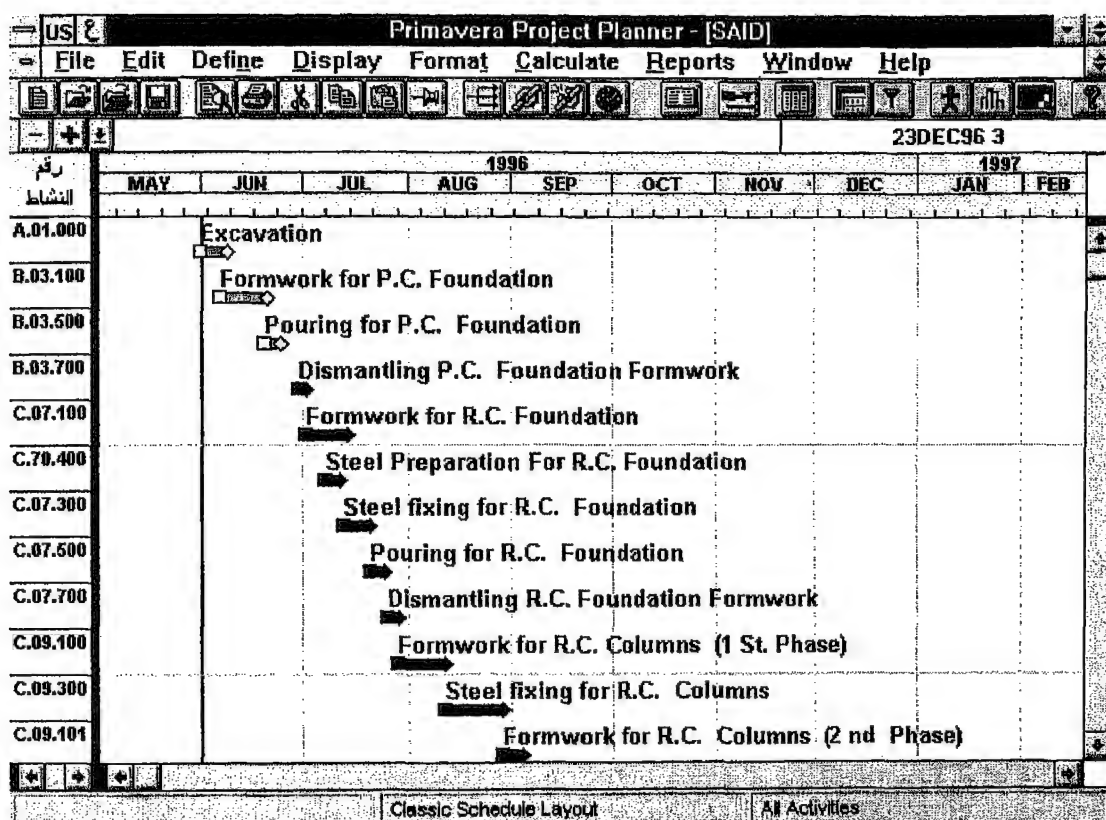 US ع Primavera Project Planner - [SAID]
File Edit Define Display Format Calculate Reports Window Help
23DEC96 3
رقم
النشاط
1996 1997
MAY JUN JUL AUG SEP OCT NOV DEC JAN FEB
A.01.000 Excavation
B.03.100 Formwork for P.C. Foundation
B.03.500 Pouring for P.C. Foundation
B.03.700 Dismantling P.C. Foundation Formwork
C.07.100 Formwork for R.C. Foundation
C.70.400 Steel Preparation For R.C. Foundation
C.07.300 Steel fixing for R.C. Foundation
C.07.500 Pouring for R.C. Foundation
C.07.700 Dismantling R.C. Foundation Formwork
C.09.100 Formwork for R.C. Columns (1 St. Phase)
C.09.300 Steel fixing for R.C. Columns
C.09.101 Formwork for R.C. Columns (2 nd Phase)
Classic Schedule Layout All Activities